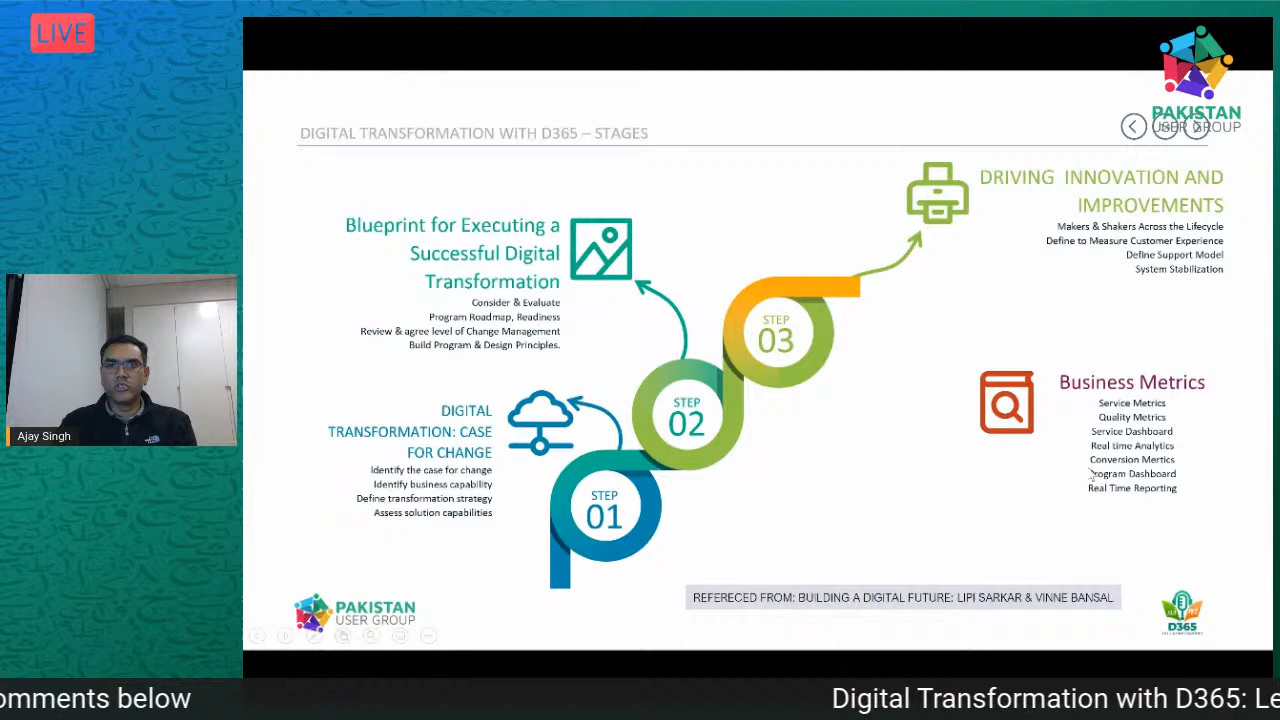 LIVE
PAKISTAN
USER GROUP
DIGITAL TRANSFORMATION WITH D365 – STAGES
DRIVING INNOVATION AND
IMPROVEMENTS
Makers & Shakers Across the Lifecycle
Define to Measure Customer Experience
Define Support Model
System Stabilization
Blueprint for Executing a
Successful Digital
Transformation
Consider & Evaluate
Program Roadmap, Readiness
Review & agree level of Change Management
Build Program & Design Principles.
STEP
03
Business Metrics
Service Metrics
Quality Metrics
Service Dashboard
Real time Analytics
Conversion Mertics
Program Dashboard
Real Time Reporting
STEP
02
DIGITAL
TRANSFORMATION: CASE
FOR CHANGE
Identify the case for change
Identify business capability
Define transformation strategy
Assess solution capabilities
STEP
01
Ajay Singh
REFERECED FROM: BUILDING A DIGITAL FUTURE: LIPI SARKAR & VINNE BANSAL
PAKISTAN
USER GROUP
D365
omments below
Digital Transformation with D365: Le